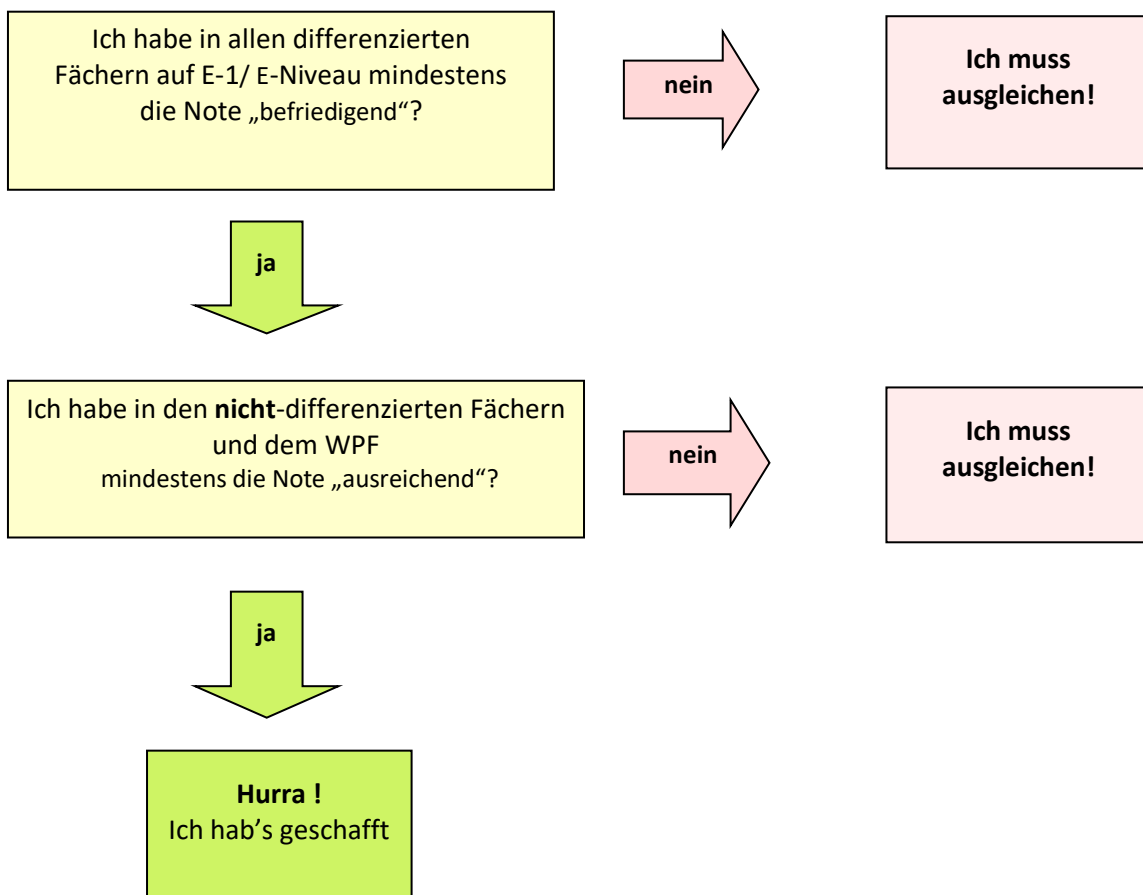 Ich habe in allen differenzierten
Fächern auf E-1/ E-Niveau mindestens
die Note „befriedigend“?
nein
Ich muss
ausgleichen!
ja
Ich habe in den nicht-differenzierten Fächern
und dem WPF
mindestens die Note „ausreichend“?
nein
Ich muss
ausgleichen!
ja
Hurra !
Ich hab’s geschafft